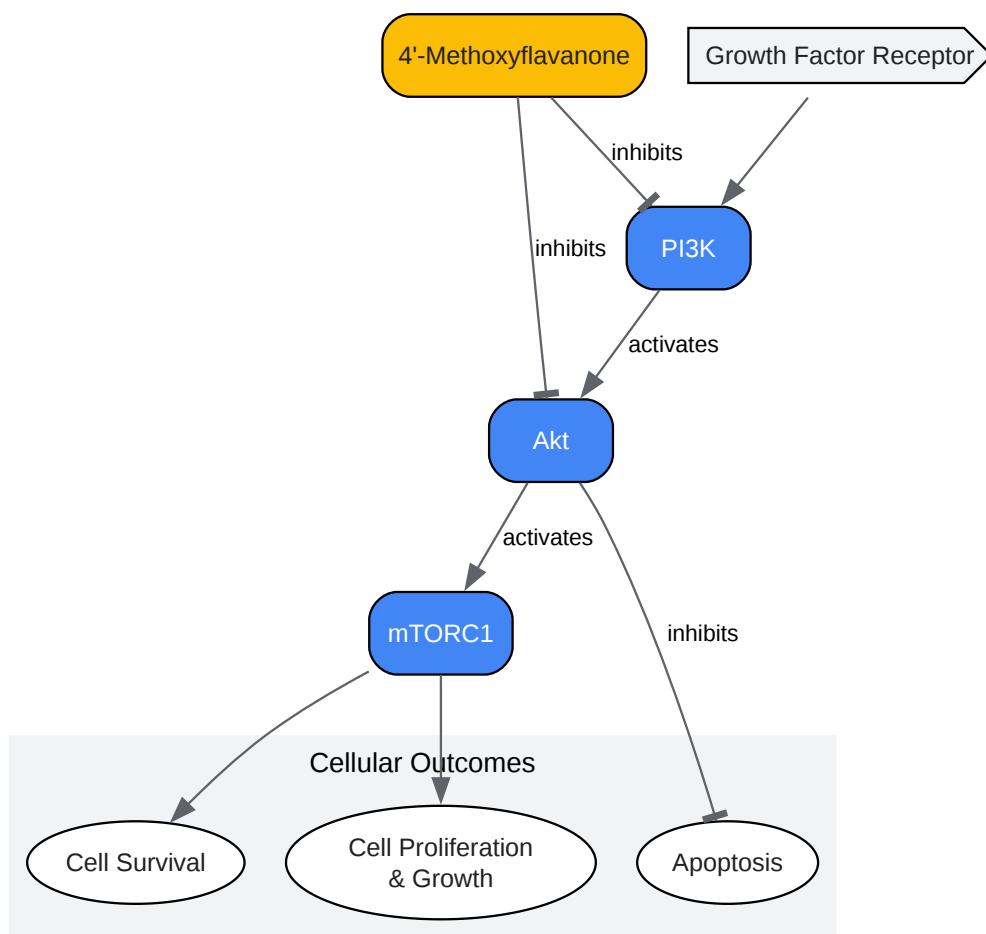 4'-Methoxyflavanone
Growth Factor Receptor
inhibits
inhibits
PI3K
activates
Akt
activates
mTORC1
inhibits
Cellular Outcomes
Cell Survival
Cell Proliferation
& Growth
Apoptosis